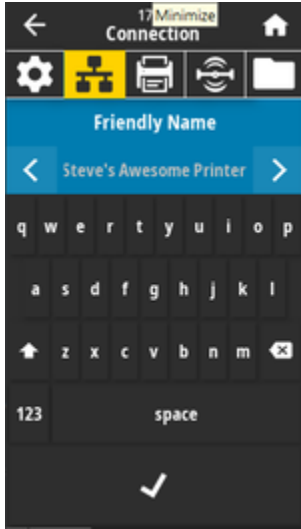 17 Minimize
Connection
Friendly Name
Steve's Awesome Printer
q w e r t y u i o p
a s d f g h j k l
z x c v b n m
123 space